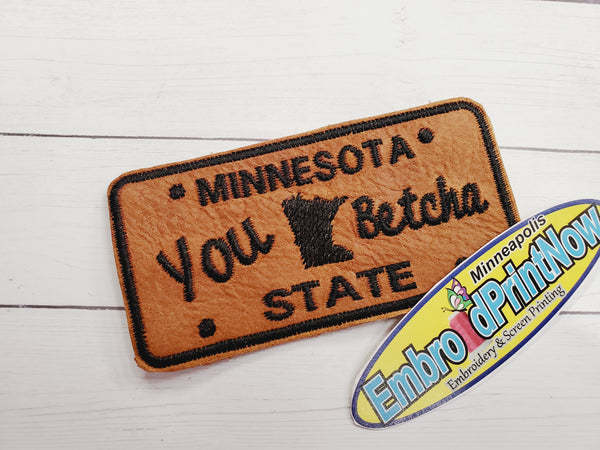 MINNESOTA
You Betcha
STATE
Minneapolis
EmbroidPrintNow
Embroidery & Screen Printing